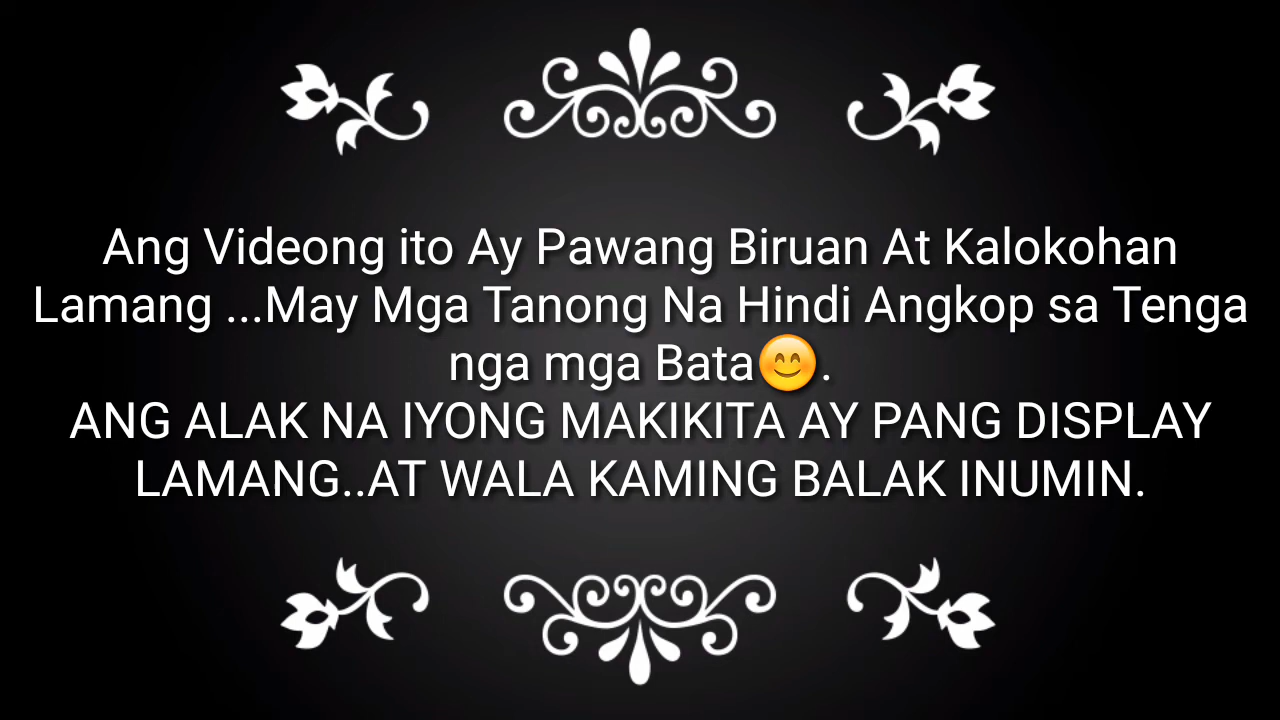 Ang Videong ito Ay Pawang Biruan At Kalokohan
Lamang ...May Mga Tanong Na Hindi Angkop sa Tenga
nga mga Bata😊.
ANG ALAK NA IYONG MAKIKITA AY PANG DISPLAY
LAMANG..AT WALA KAMING BALAK INUMIN.